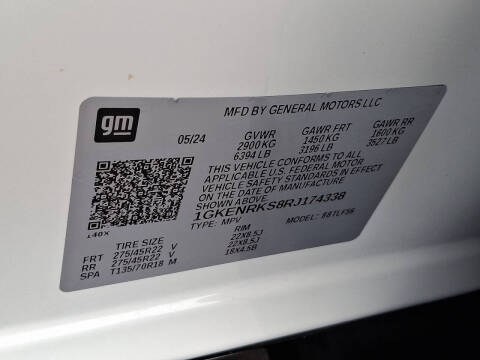 gm
MFD BY GENERAL MOTORS LLC
05/24 GVWR GAWR FRT GAWR RR
2900 KG 1450 KG 1600 KG
6394 LB 3196 LB 3527 LB
THIS VEHICLE CONFORMS TO ALL
APPLICABLE U.S. FEDERAL MOTOR
VEHICLE SAFETY STANDARDS IN EFFECT
ON THE DATE OF MANUFACTURE
SHOWN ABOVE.
1GKENRKS8RJ174338
TYPE: MPV MODEL:
L40X
TIRE SIZE RIM
FRT 275/45R22 V 22X8.5J
RR 275/45R22 V 22X8.5J
SPA T135/70R18 M 18X4.5B